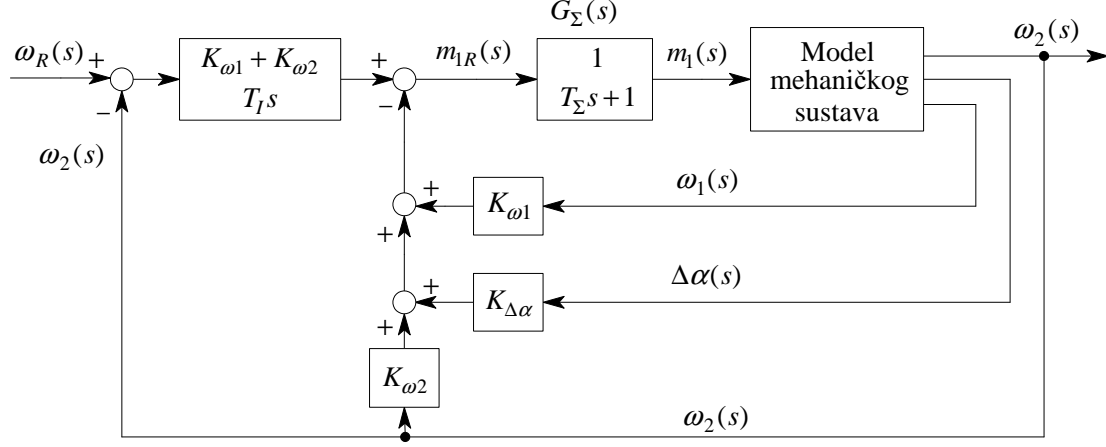 G_Σ(s)
ω_R(s)
+
−
ω_2(s)
K_ω1 + K_ω2
T_I s
+
−
m_1R(s)
1
T_Σ s + 1
m_1(s)
Model
mehaničkog
sustava
ω_2(s)
ω_1(s)
K_ω1
+
+
Δα(s)
K_Δα
+
+
K_ω2
ω_2(s)